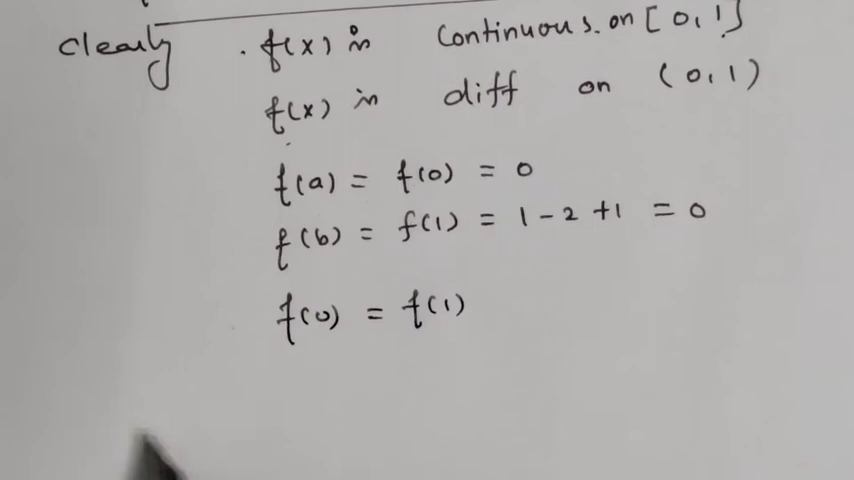 Clearly . f(x) is Continuous. on [0,1]
f(x) is diff on (0,1)
f(a) = f(0) = 0
f(b) = f(1) = 1 - 2 + 1 = 0
f(0) = f(1)